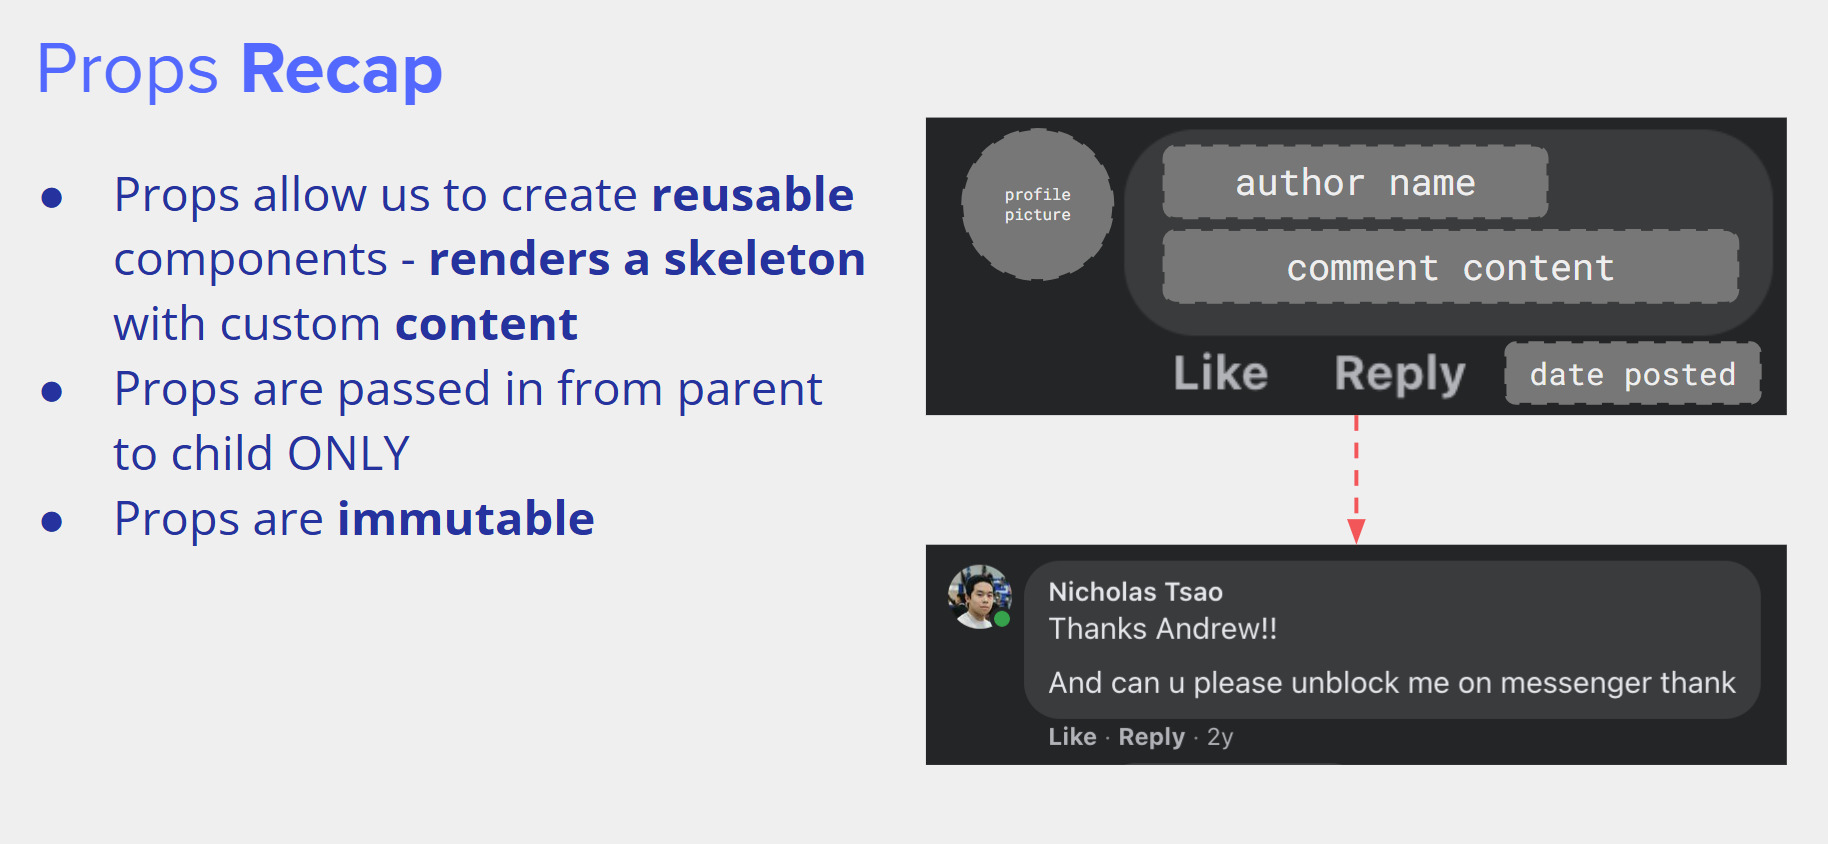 Props Recap
● Props allow us to create reusable
components - renders a skeleton
with custom content
● Props are passed in from parent
to child ONLY
● Props are immutable
profile
picture
author name
comment content
Like Reply date posted
Nicholas Tsao
Thanks Andrew!!
And can u please unblock me on messenger thank
Like · Reply · 2y